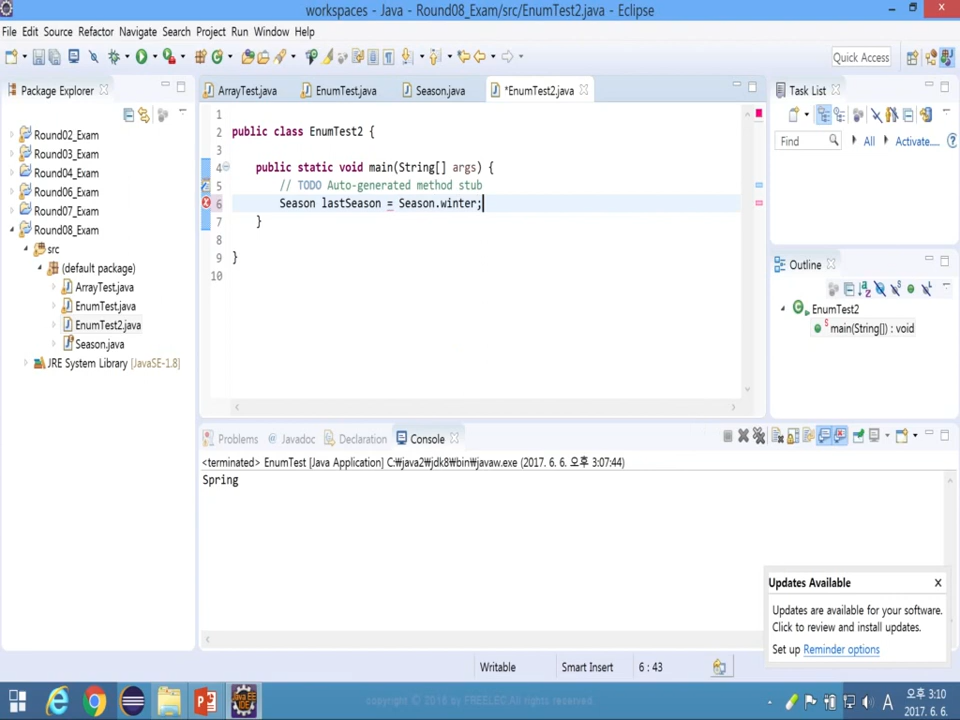 workspaces - Java - Round08_Exam/src/EnumTest2.java - Eclipse
File Edit Source Refactor Navigate Search Project Run Window Help
Quick Access
Package Explorer
Round02_Exam
Round03_Exam
Round04_Exam
Round06_Exam
Round07_Exam
Round08_Exam
src
(default package)
ArrayTest.java
EnumTest.java
EnumTest2.java
Season.java
JRE System Library [JavaSE-1.8]
ArrayTest.java EnumTest.java Season.java *EnumTest2.java
1
2 public class EnumTest2 {
3
4 public static void main(String[] args) {
5 // TODO Auto-generated method stub
6 Season lastSeason = Season.winter;
7 }
8
9 }
10
Task List
Find All Activate...
Outline
EnumTest2
main(String[]) : void
Problems Javadoc Declaration Console
<terminated> EnumTest [Java Application] C:₩java2₩jdk8₩bin₩javaw.exe (2017. 6. 6. 오후 3:07:44)
Spring
Updates Available
Updates are available for your software.
Click to review and install updates.
Set up Reminder options
Writable Smart Insert 6 : 43
copyright © 2016 by FREELEC All rights reserved
A
오후 3:10
2017. 6. 6.